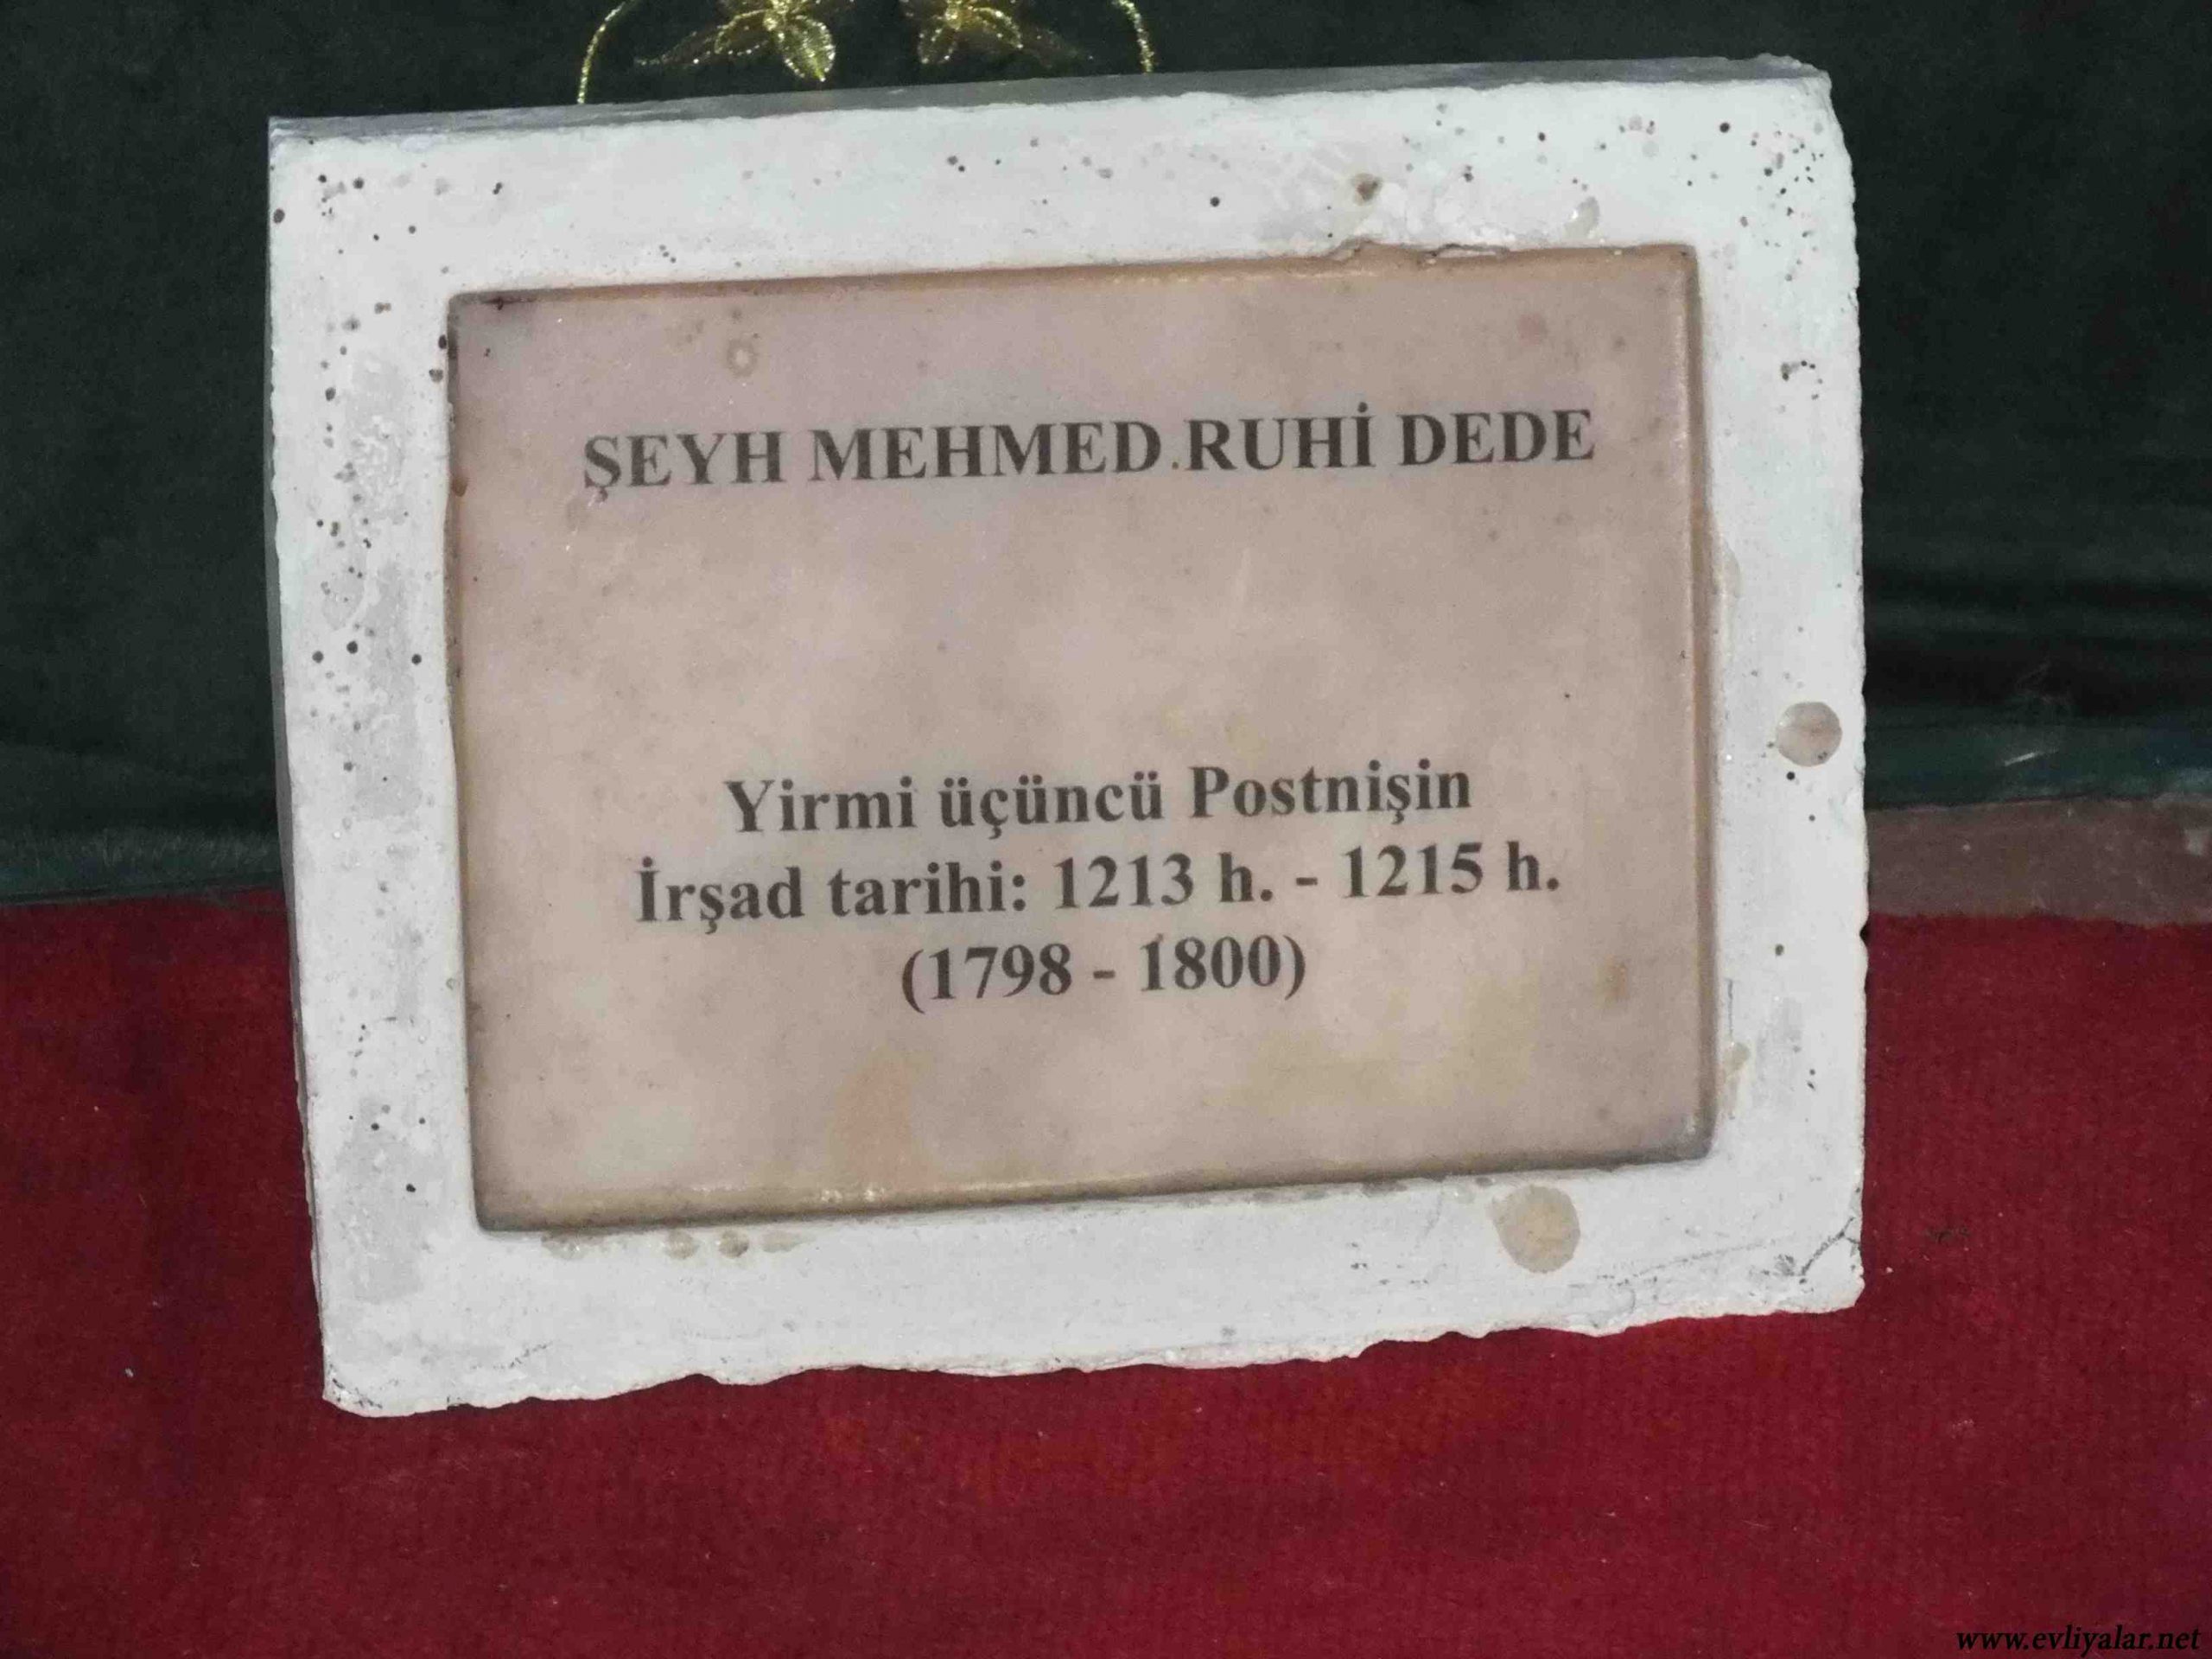 ŞEYH MEHMED RUHİ DEDE
Yirmi üçüncü Postnişin
İrşad tarihi: 1213 h. - 1215 h.
(1798 - 1800)
www.evliyalar.net